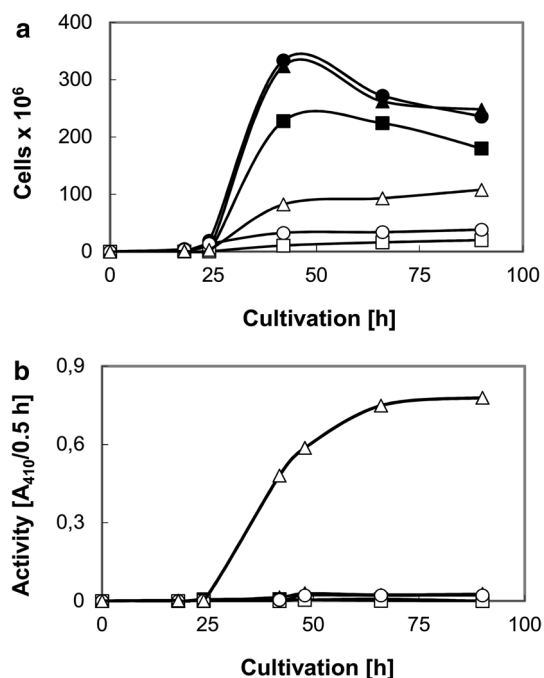 a
400
300
200
100
0
Cells x 10⁶
0 25 50 75 100
Cultivation [h]
b
0,9
0,6
0,3
0
Activity [A₄₁₀/0.5 h]
0 25 50 75 100
Cultivation [h]